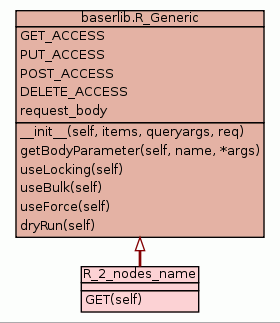 baserlib.R_Generic
GET_ACCESS
PUT_ACCESS
POST_ACCESS
DELETE_ACCESS
request_body
__init__(self, items, queryargs, req)
getBodyParameter(self, name, *args)
useLocking(self)
useBulk(self)
useForce(self)
dryRun(self)
R_2_nodes_name
GET(self)